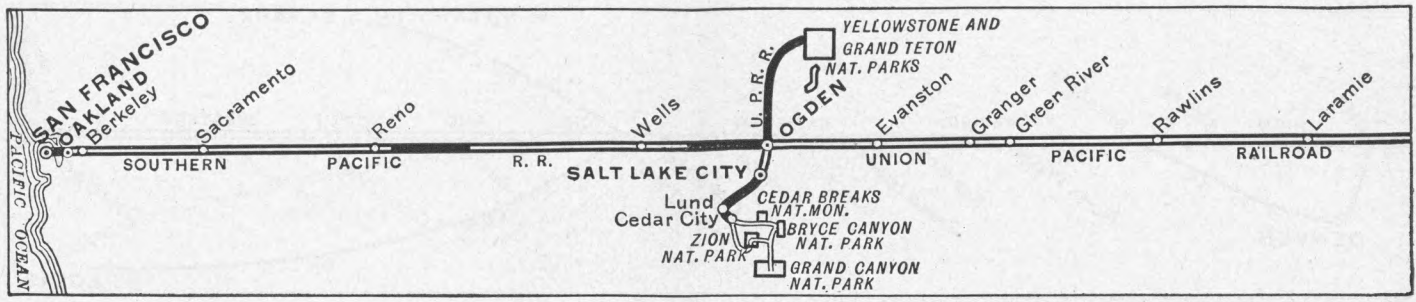 SAN FRANCISCO
OAKLAND
Berkeley
Sacramento
Reno
Wells
U. P. R. R.
YELLOWSTONE AND
GRAND TETON
NAT. PARKS
OGDEN
Evanston
Granger
Green River
Rawlins
Laramie
PACIFIC OCEAN
SOUTHERN PACIFIC R. R.
UNION PACIFIC RAILROAD
SALT LAKE CITY
Lund
Cedar City
CEDAR BREAKS
NAT. MON.
BRYCE CANYON
NAT. PARK
ZION
NAT. PARK
GRAND CANYON
NAT. PARK